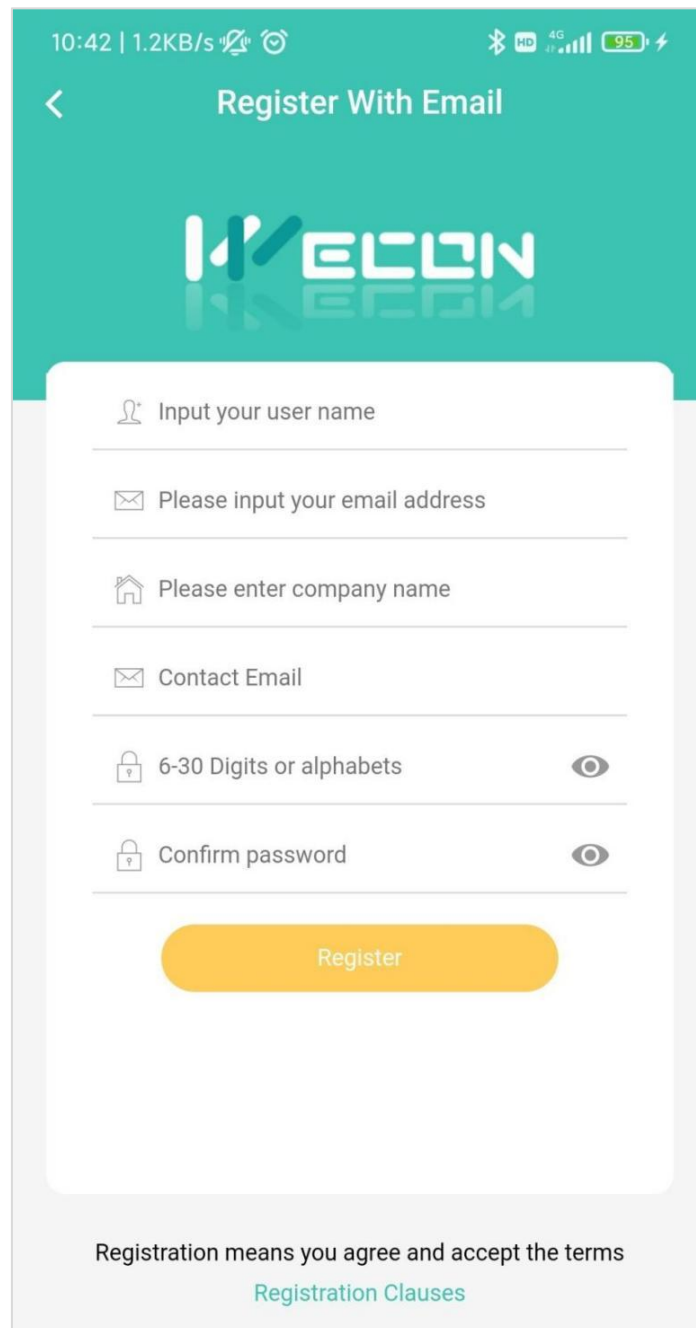 10:42 | 1.2KB/s HD 4G 95
Register With Email
WECON
Input your user name
Please input your email address
Please enter company name
Contact Email
6-30 Digits or alphabets
Confirm password
Register
Registration means you agree and accept the terms
Registration Clauses